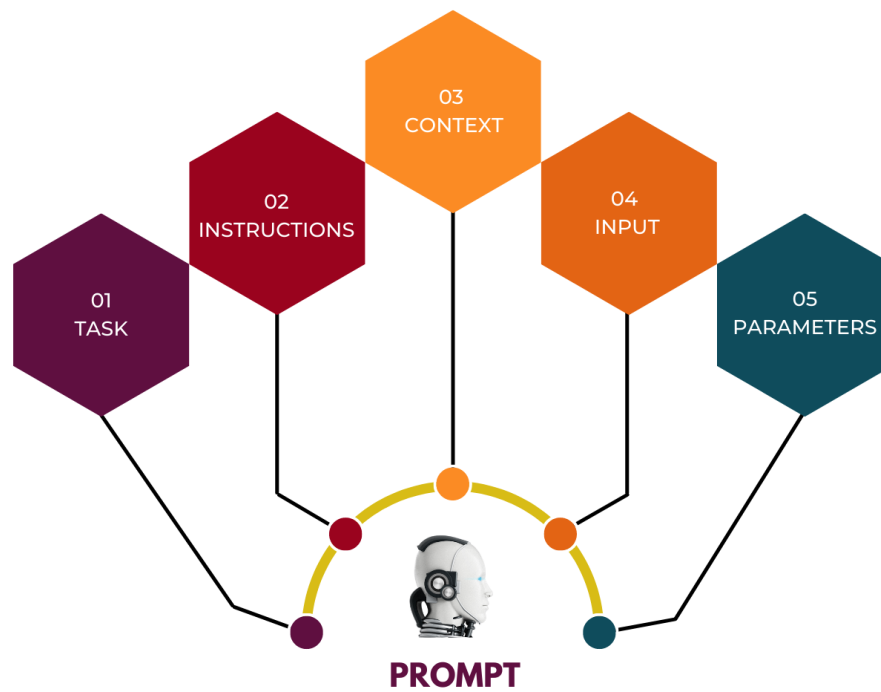 01
TASK
02
INSTRUCTIONS
03
CONTEXT
04
INPUT
05
PARAMETERS
PROMPT